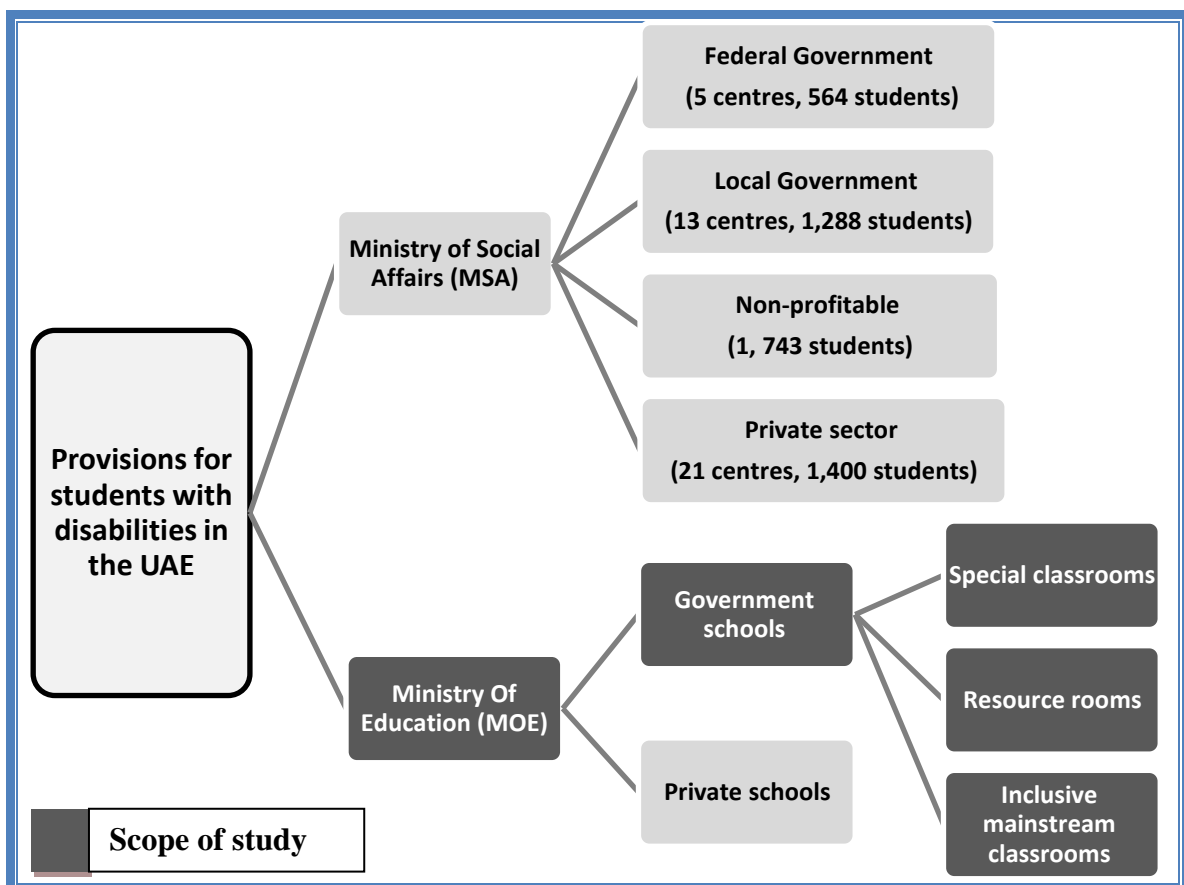 Provisions for
students with
disabilities in
the UAE
Ministry of Social
Affairs (MSA)
Federal Government
(5 centres, 564 students)
Local Government
(13 centres, 1,288 students)
Non-profitable
(1, 743 students)
Private sector
(21 centres, 1,400 students)
Ministry Of
Education (MOE)
Government
schools
Special classrooms
Resource rooms
Inclusive
mainstream
classrooms
Private schools
Scope of study